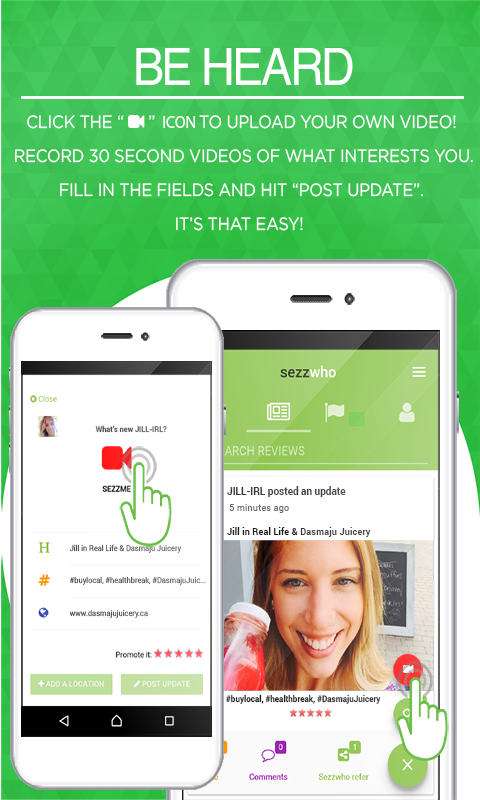 BE HEARD
CLICK THE “ ” ICON TO UPLOAD YOUR OWN VIDEO!
RECORD 30 SECOND VIDEOS OF WHAT INTERESTS YOU.
FILL IN THE FIELDS AND HIT “POST UPDATE”.
IT’S THAT EASY!
Close
What's new JILL-IRL?
SEZZME
H
Jill in Real Life & Dasmaju Juicery
#
#buylocal, #healthbreak, #DasmajuJuic...
www.dasmajujuicery.ca
Promote it:
+ ADD A LOCATION
POST UPDATE
sezzwho
ARCH REVIEWS
JILL-IRL posted an update
5 minutes ago
Jill in Real Life & Dasmaju Juicery
#buylocal, #healthbreak, #DasmajuJuicery
0
1
Comments
Sezzwho refer